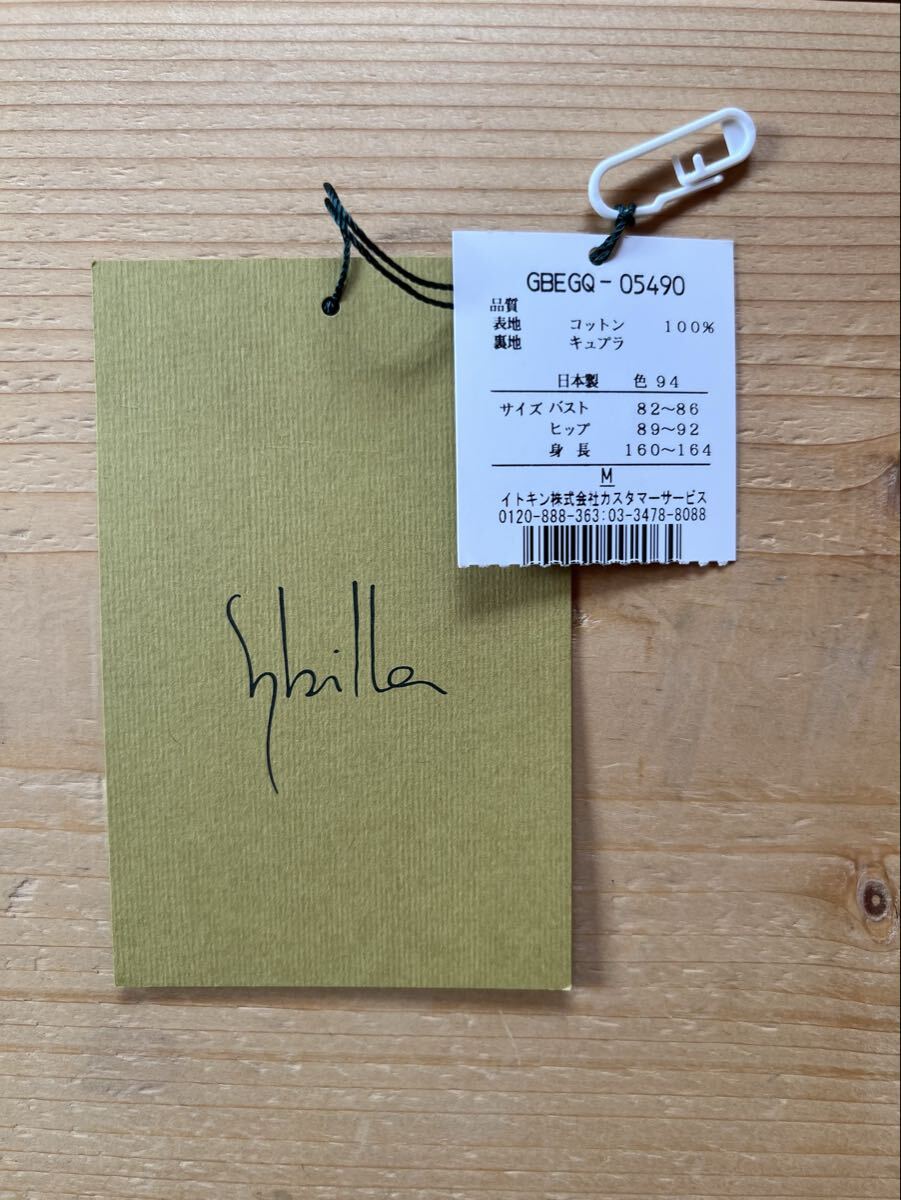 GBEGQ-05490
品質
表地 コットン 100%
裏地 キュプラ
日本製 色 94
サイズ バスト 82～86
ヒップ 89～92
身長 160～164
M
イトキン株式会社カスタマーサービス
0120-888-363:03-3478-8088
Sybilla